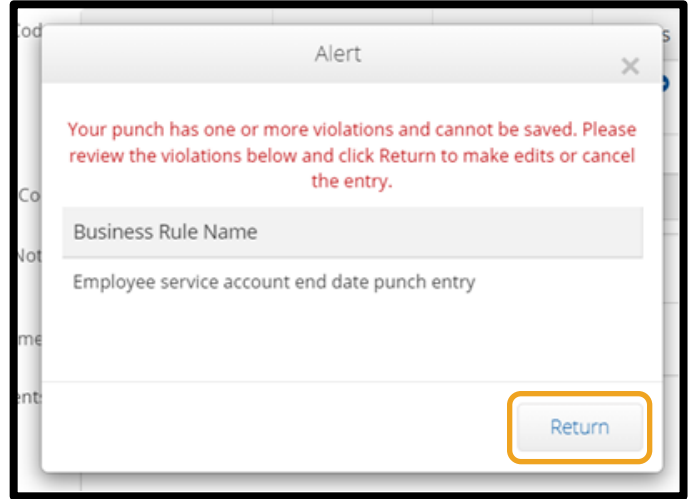 Alert
Your punch has one or more violations and cannot be saved. Please
review the violations below and click Return to make edits or cancel
the entry.
Business Rule Name
Employee service account end date punch entry
Return